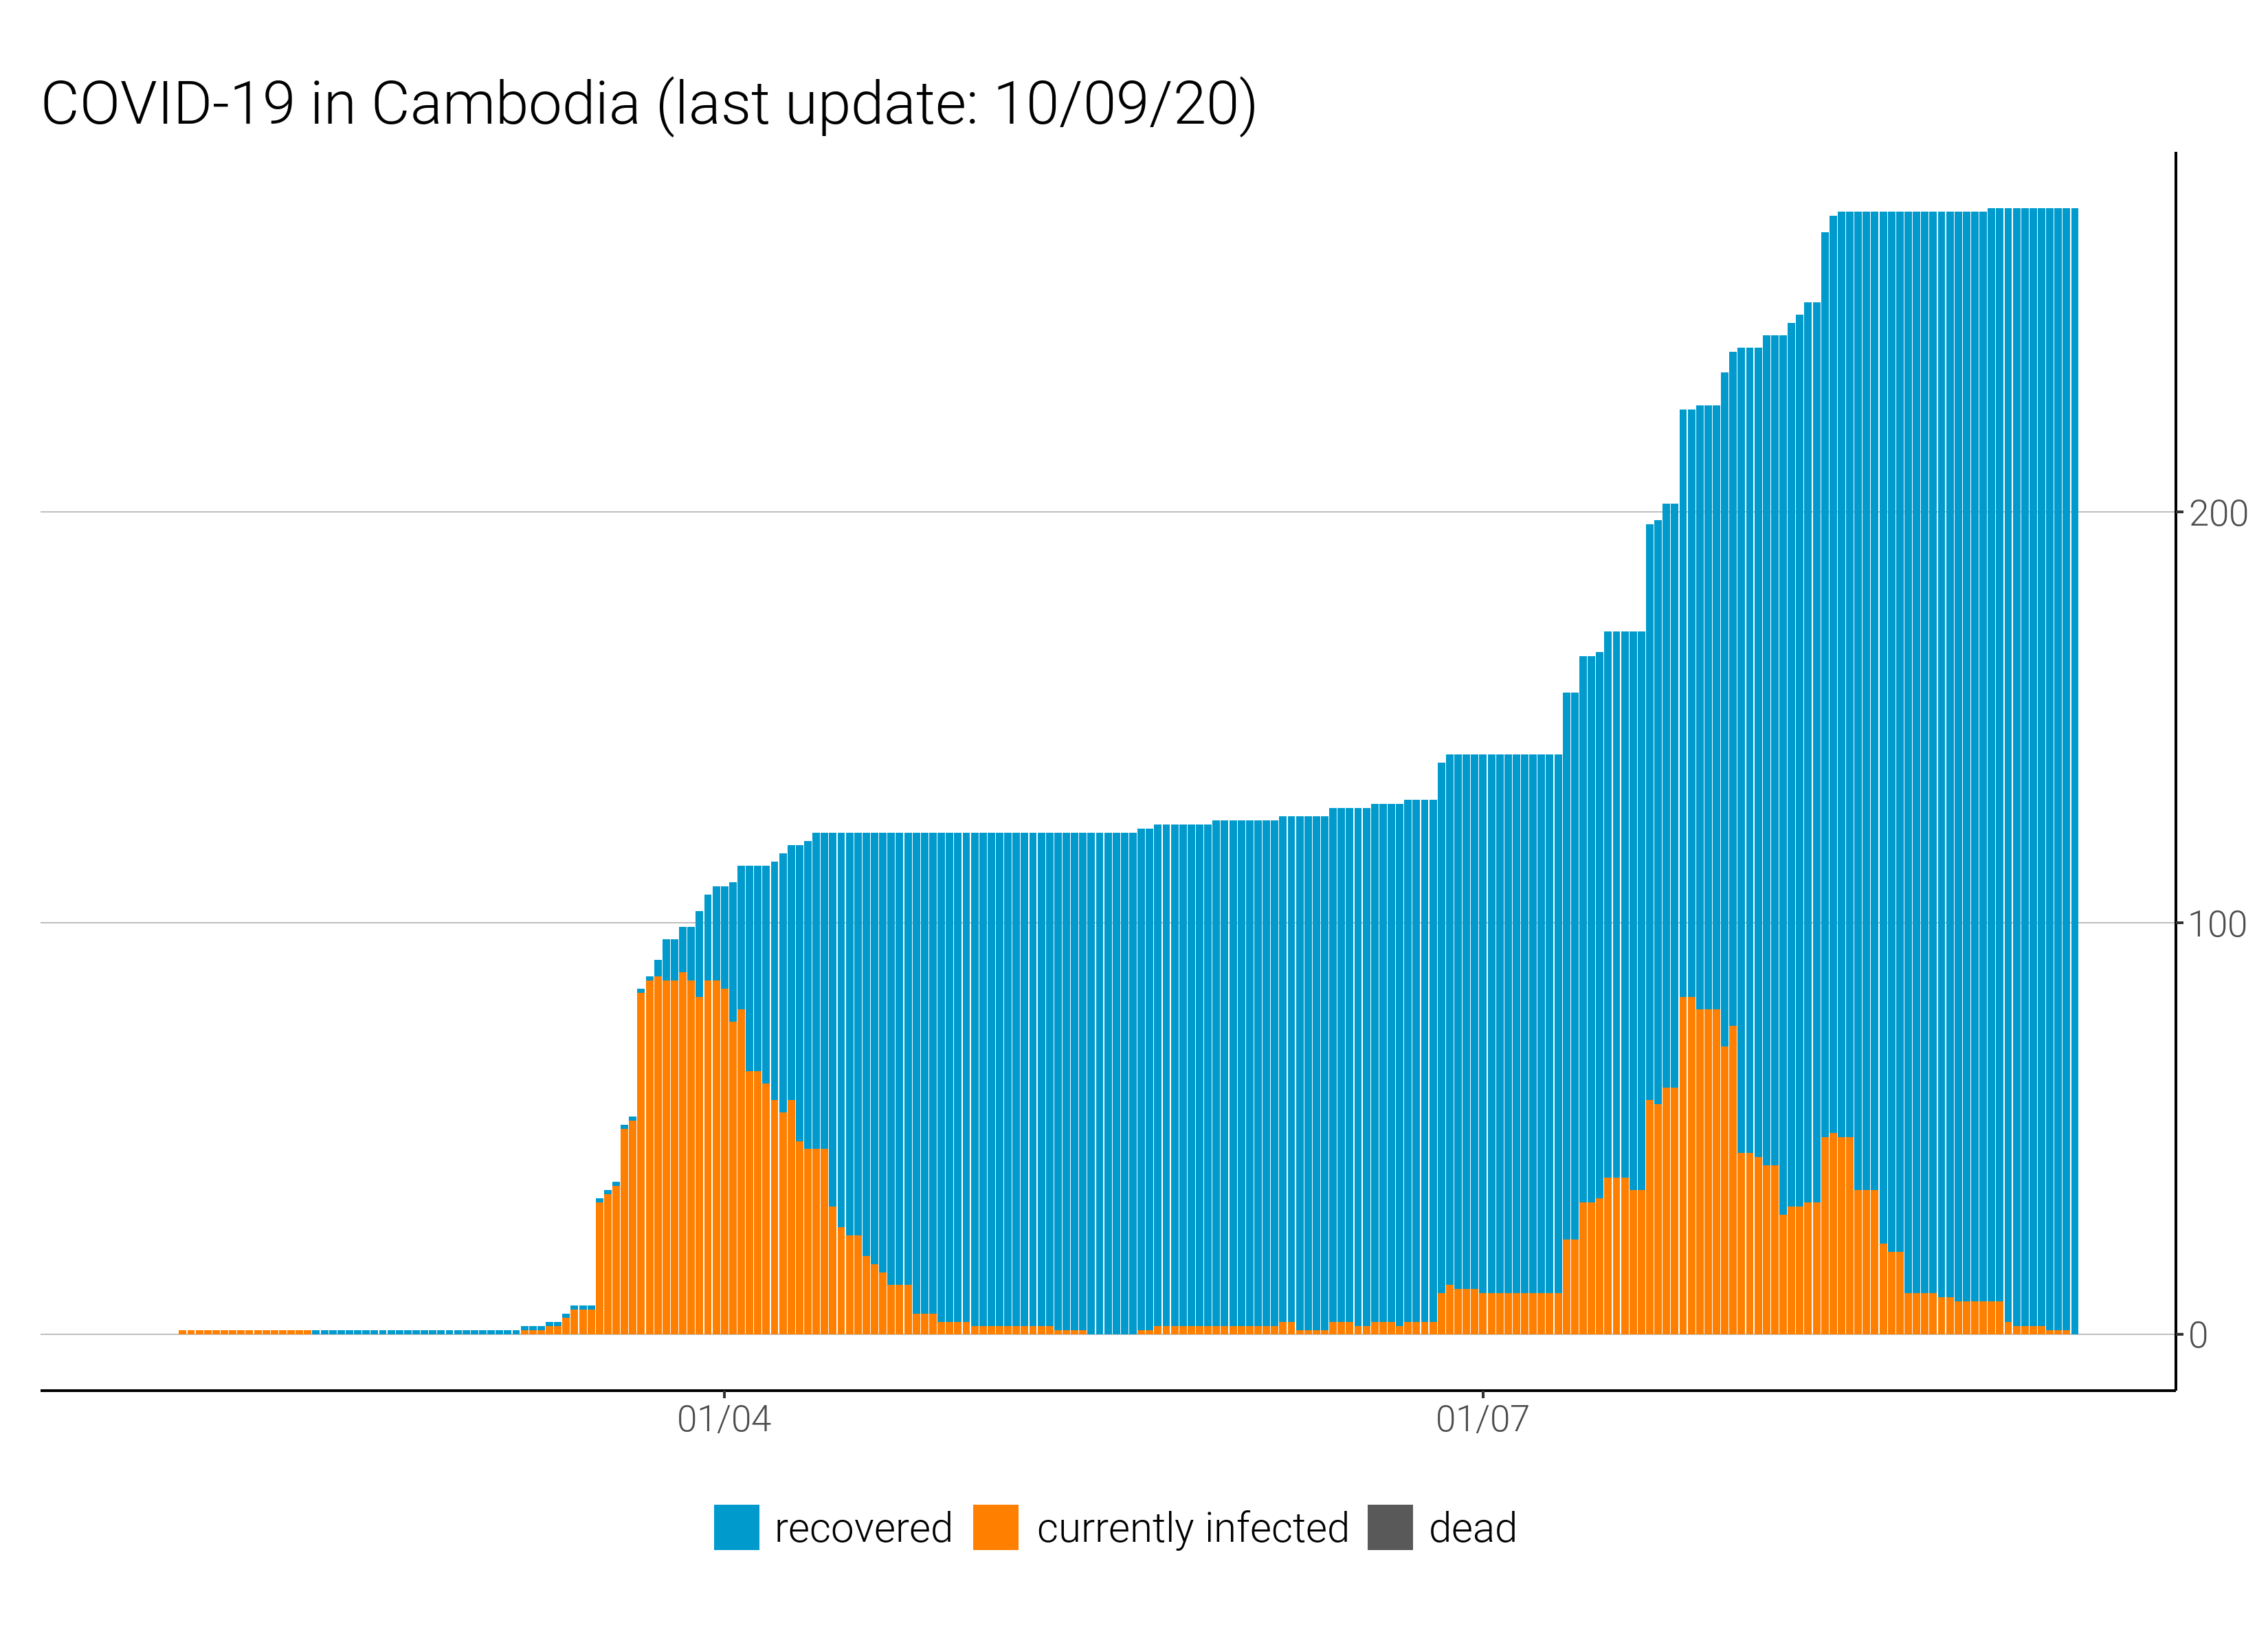 COVID-19 in Cambodia (last update: 10/09/20)
200
100
0
01/04 01/07
recovered currently infected dead